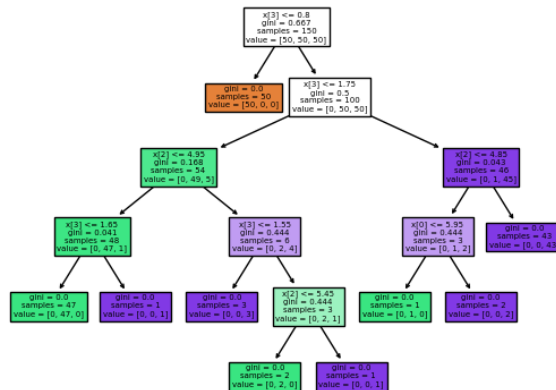 x[3] <= 0.8
gini = 0.667
samples = 150
value = [50, 50, 50]
gini = 0.0
samples = 50
value = [50, 0, 0]
x[3] <= 1.75
gini = 0.5
samples = 100
value = [0, 50, 50]
x[2] <= 4.95
gini = 0.168
samples = 54
value = [0, 49, 5]
x[2] <= 4.85
gini = 0.043
samples = 46
value = [0, 1, 45]
x[3] <= 1.65
gini = 0.041
samples = 48
value = [0, 47, 1]
x[3] <= 1.55
gini = 0.444
samples = 6
value = [0, 2, 4]
x[0] <= 5.95
gini = 0.444
samples = 3
value = [0, 1, 2]
gini = 0.0
samples = 43
value = [0, 0, 43]
gini = 0.0
samples = 47
value = [0, 47, 0]
gini = 0.0
samples = 1
value = [0, 0, 1]
gini = 0.0
samples = 3
value = [0, 0, 3]
x[2] <= 5.45
gini = 0.444
samples = 3
value = [0, 2, 1]
gini = 0.0
samples = 1
value = [0, 1, 0]
gini = 0.0
samples = 2
value = [0, 0, 2]
gini = 0.0
samples = 2
value = [0, 2, 0]
gini = 0.0
samples = 1
value = [0, 0, 1]